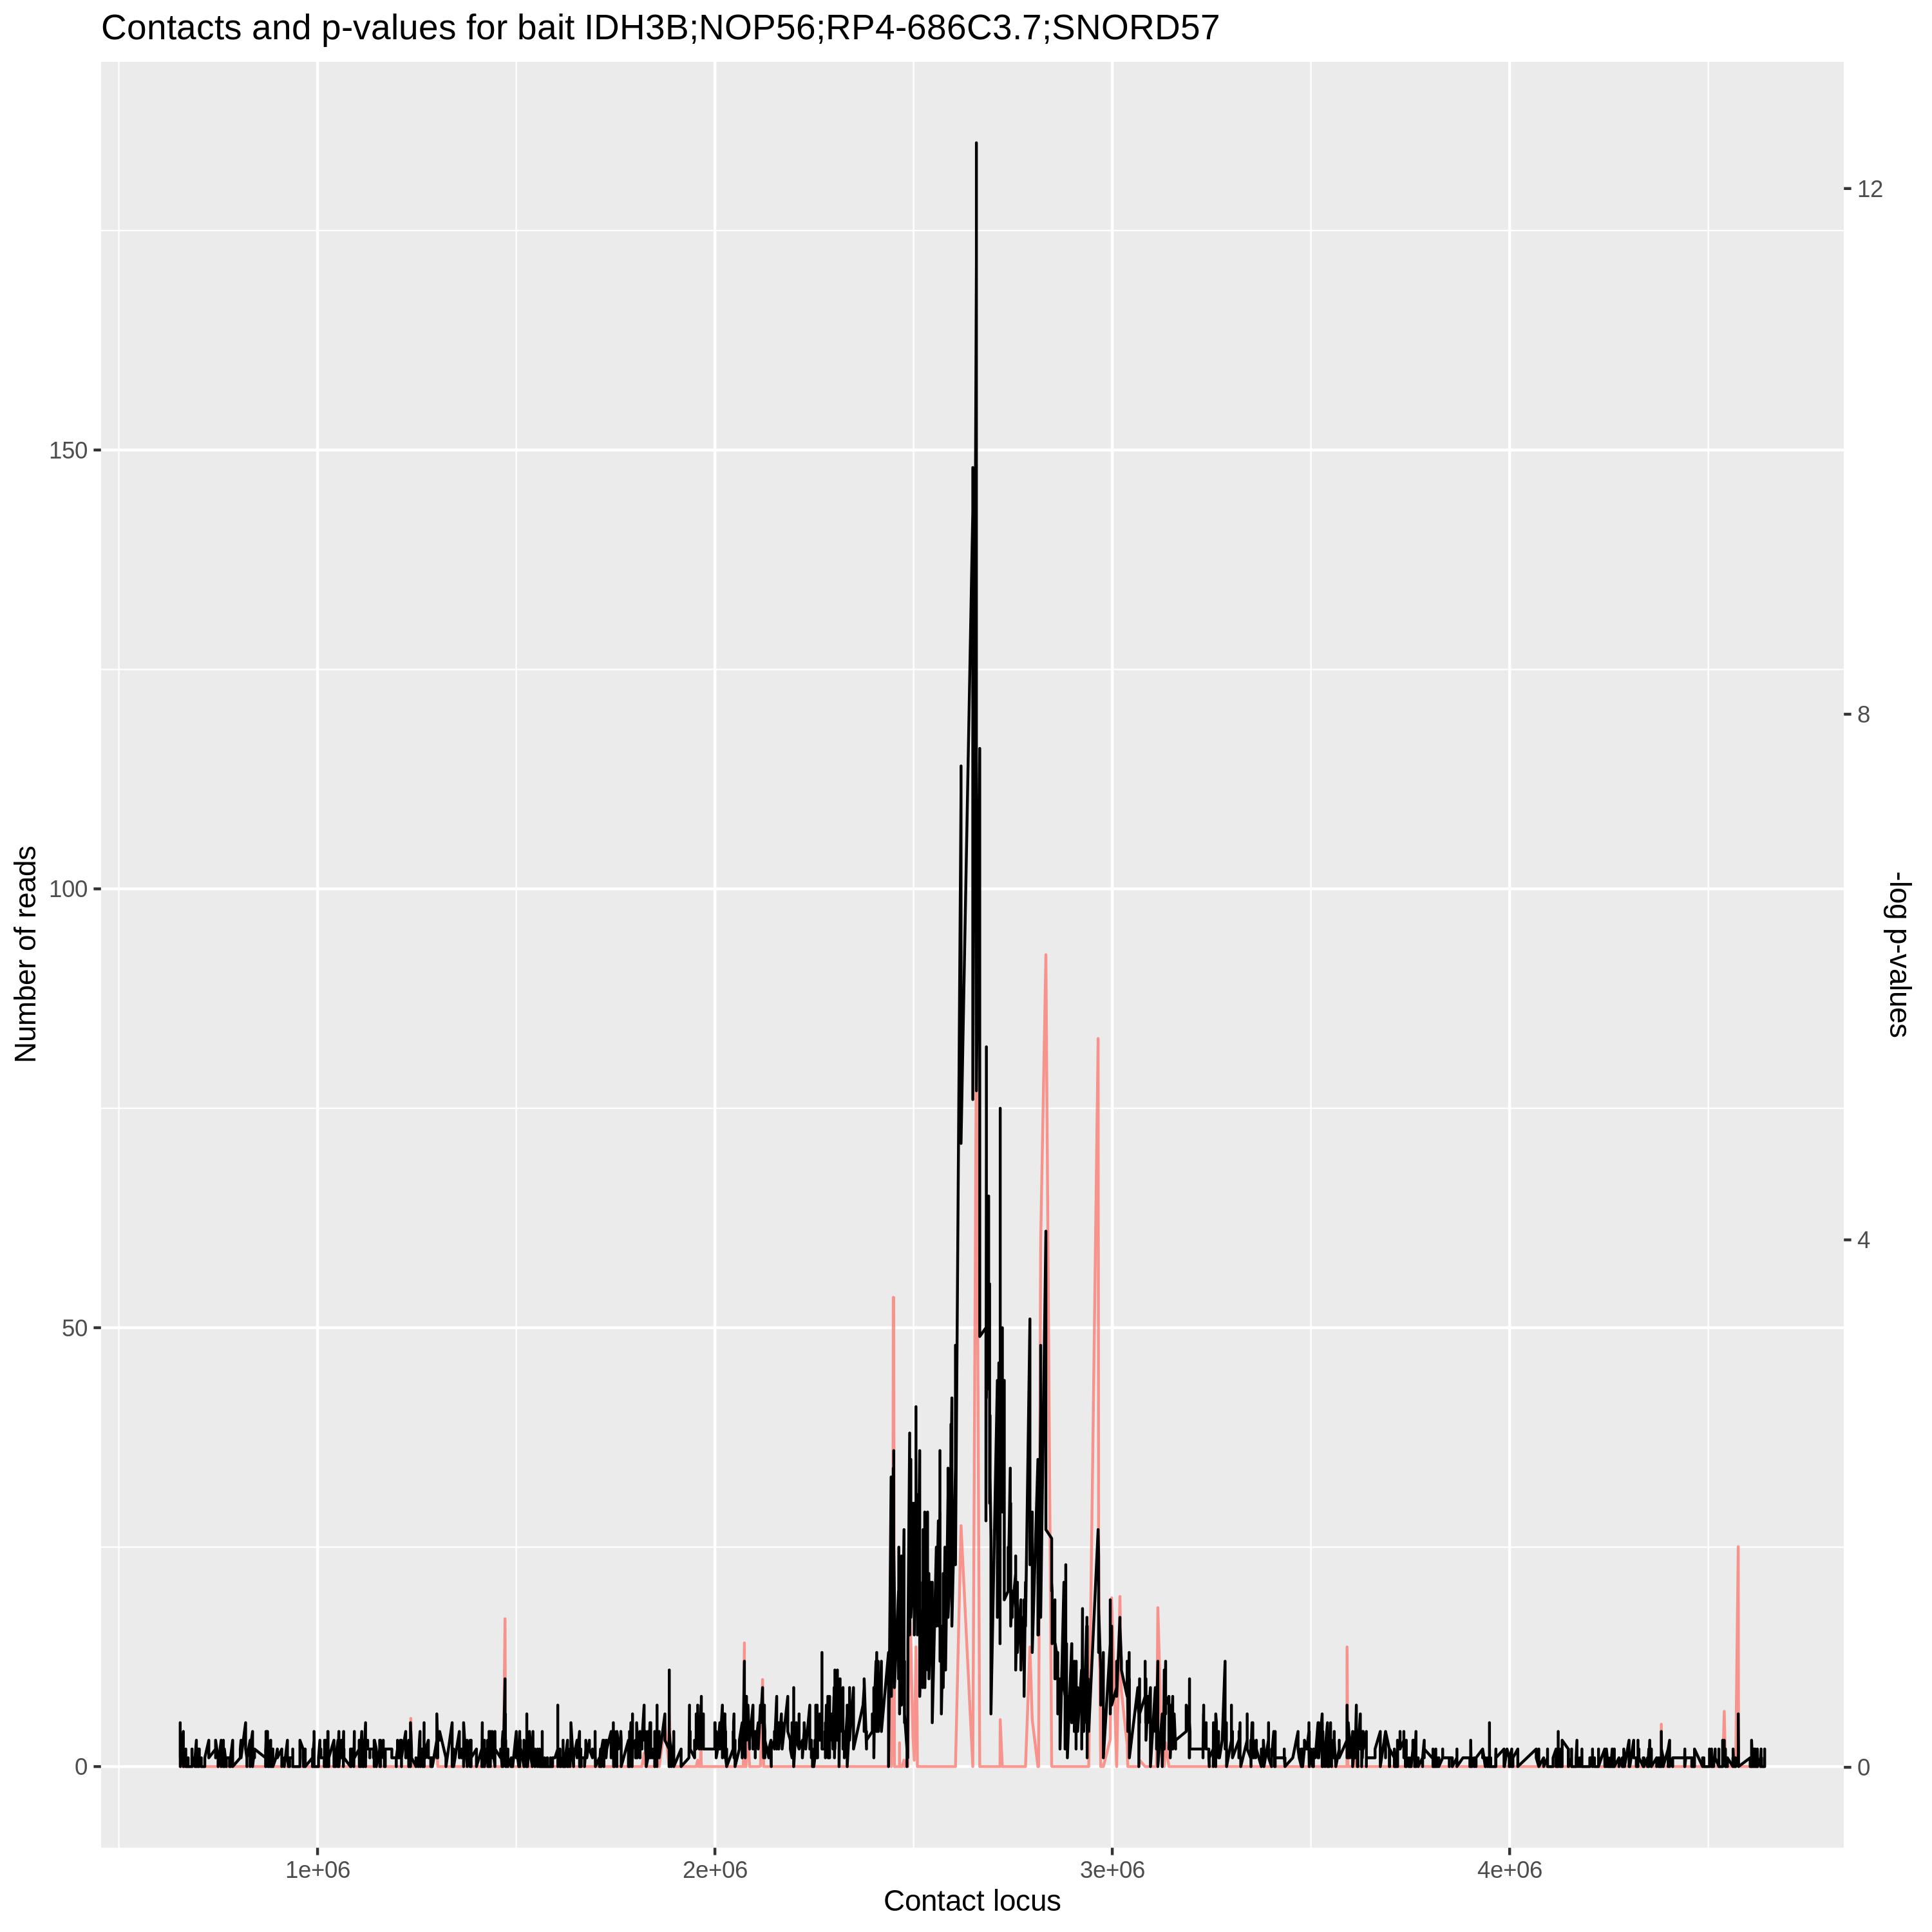 Contacts and p-values for bait IDH3B;NOP56;RP4-686C3.7;SNORD57
150
100
50
0
12
8
4
0
Number of reads
-log p-values
1e+06
2e+06
3e+06
4e+06
Contact locus